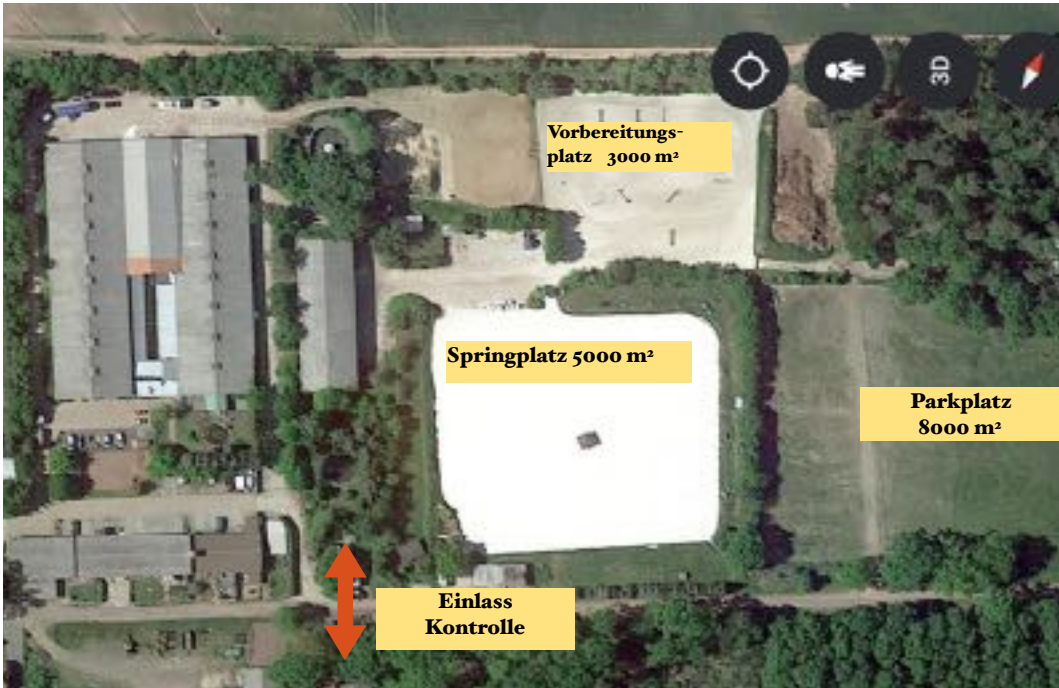 3D
Vorbereitungs-
platz 3000 m²
Springplatz 5000 m²
Parkplatz
8000 m²
Einlass
Kontrolle